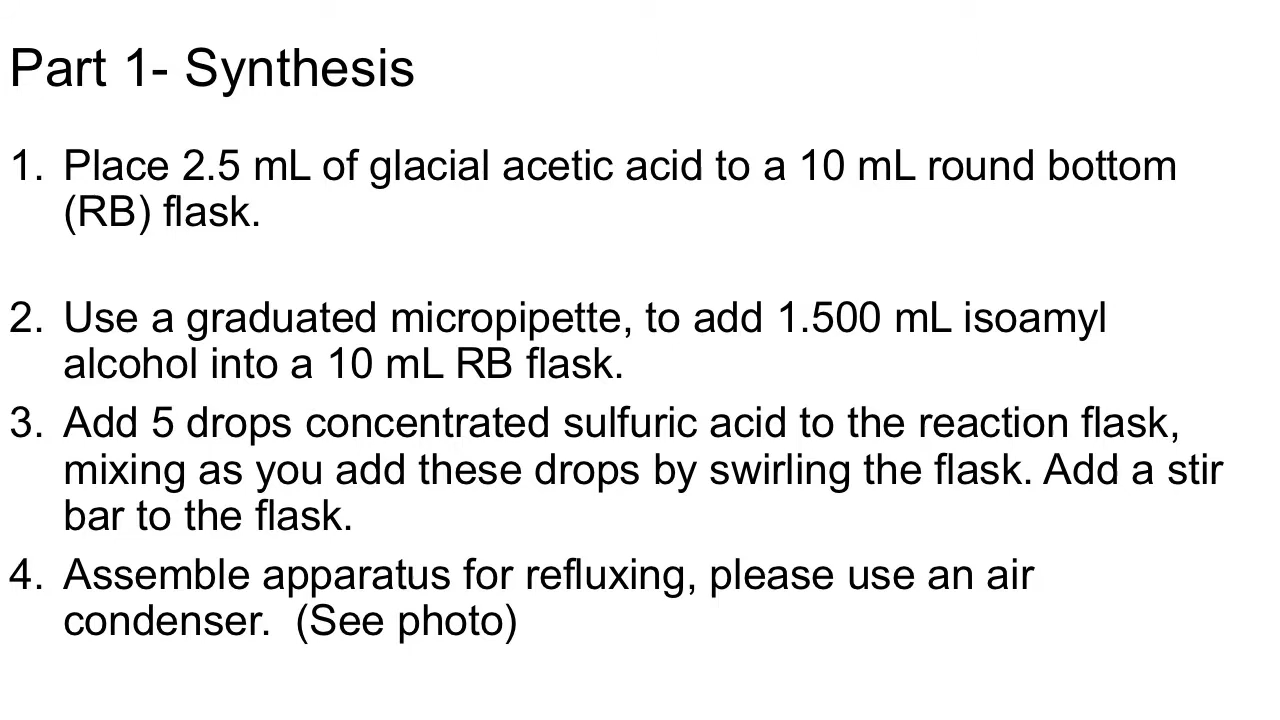 Part 1- Synthesis
1. Place 2.5 mL of glacial acetic acid to a 10 mL round bottom
(RB) flask.
2. Use a graduated micropipette, to add 1.500 mL isoamyl
alcohol into a 10 mL RB flask.
3. Add 5 drops concentrated sulfuric acid to the reaction flask,
mixing as you add these drops by swirling the flask. Add a stir
bar to the flask.
4. Assemble apparatus for refluxing, please use an air
condenser.  (See photo)